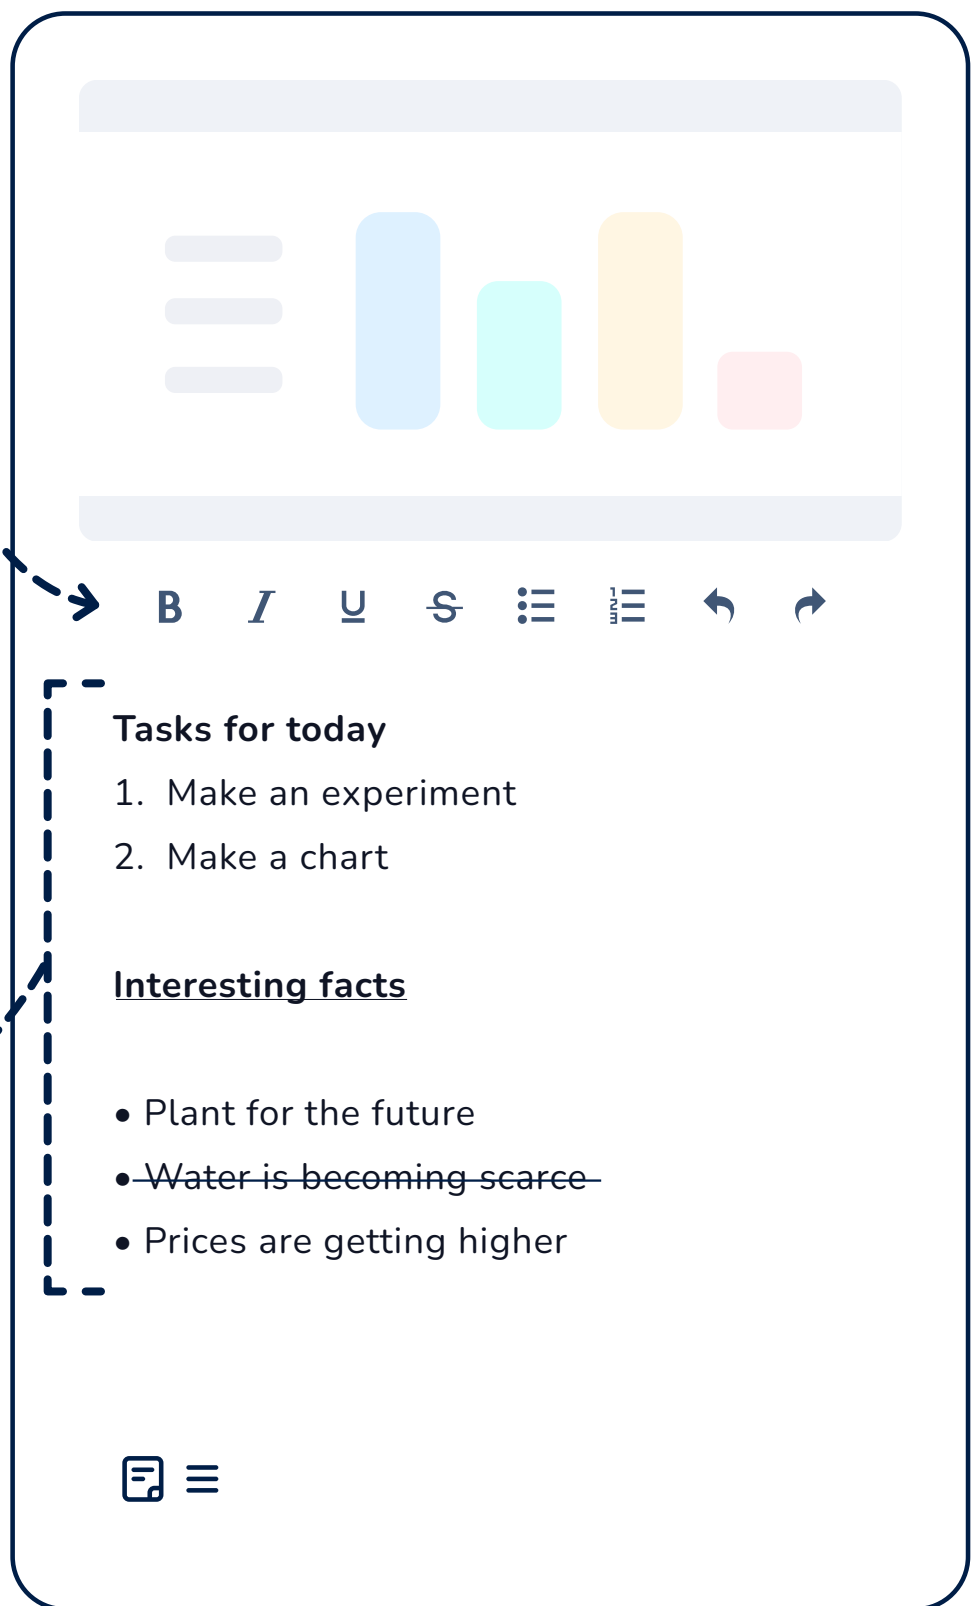 B I U S
Tasks for today
1. Make an experiment
2. Make a chart
Interesting facts
• Plant for the future
• Water is becoming scarce
• Prices are getting higher